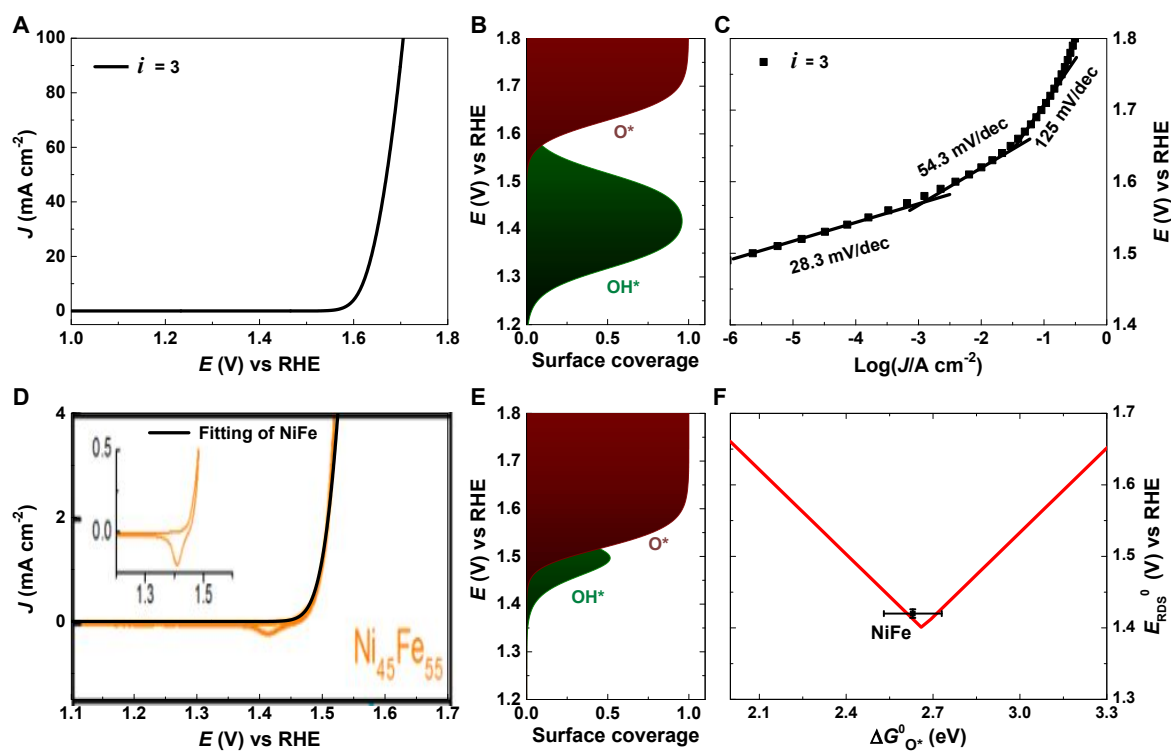 A
J (mA cm-2)
100
80
60
40
20
0
i = 3
1.0 1.2 1.4 1.6 1.8
E (V) vs RHE
B
E (V) vs RHE
1.8
1.7
1.6
1.5
1.4
1.3
1.2
O*
OH*
0.0 0.5 1.0
Surface coverage
C
i = 3
28.3 mV/dec
54.3 mV/dec
125 mV/dec
1.8
1.7
1.6
1.5
1.4
E (V) vs RHE
-6 -5 -4 -3 -2 -1 0
Log(J/A cm-2)
D
J (mA cm-2)
4
2
0
Fitting of NiFe
0.5
0.0
1.3 1.5
Ni45Fe55
1.1 1.2 1.3 1.4 1.5 1.6 1.7
E (V) vs RHE
E
E (V) vs RHE
1.8
1.7
1.6
1.5
1.4
1.3
1.2
O*
OH*
0.0 0.5 1.0
Surface coverage
F
NiFe
1.7
1.6
1.5
1.4
1.3
ERDS0 (V) vs RHE
2.1 2.4 2.7 3.0 3.3
ΔG0O* (eV)